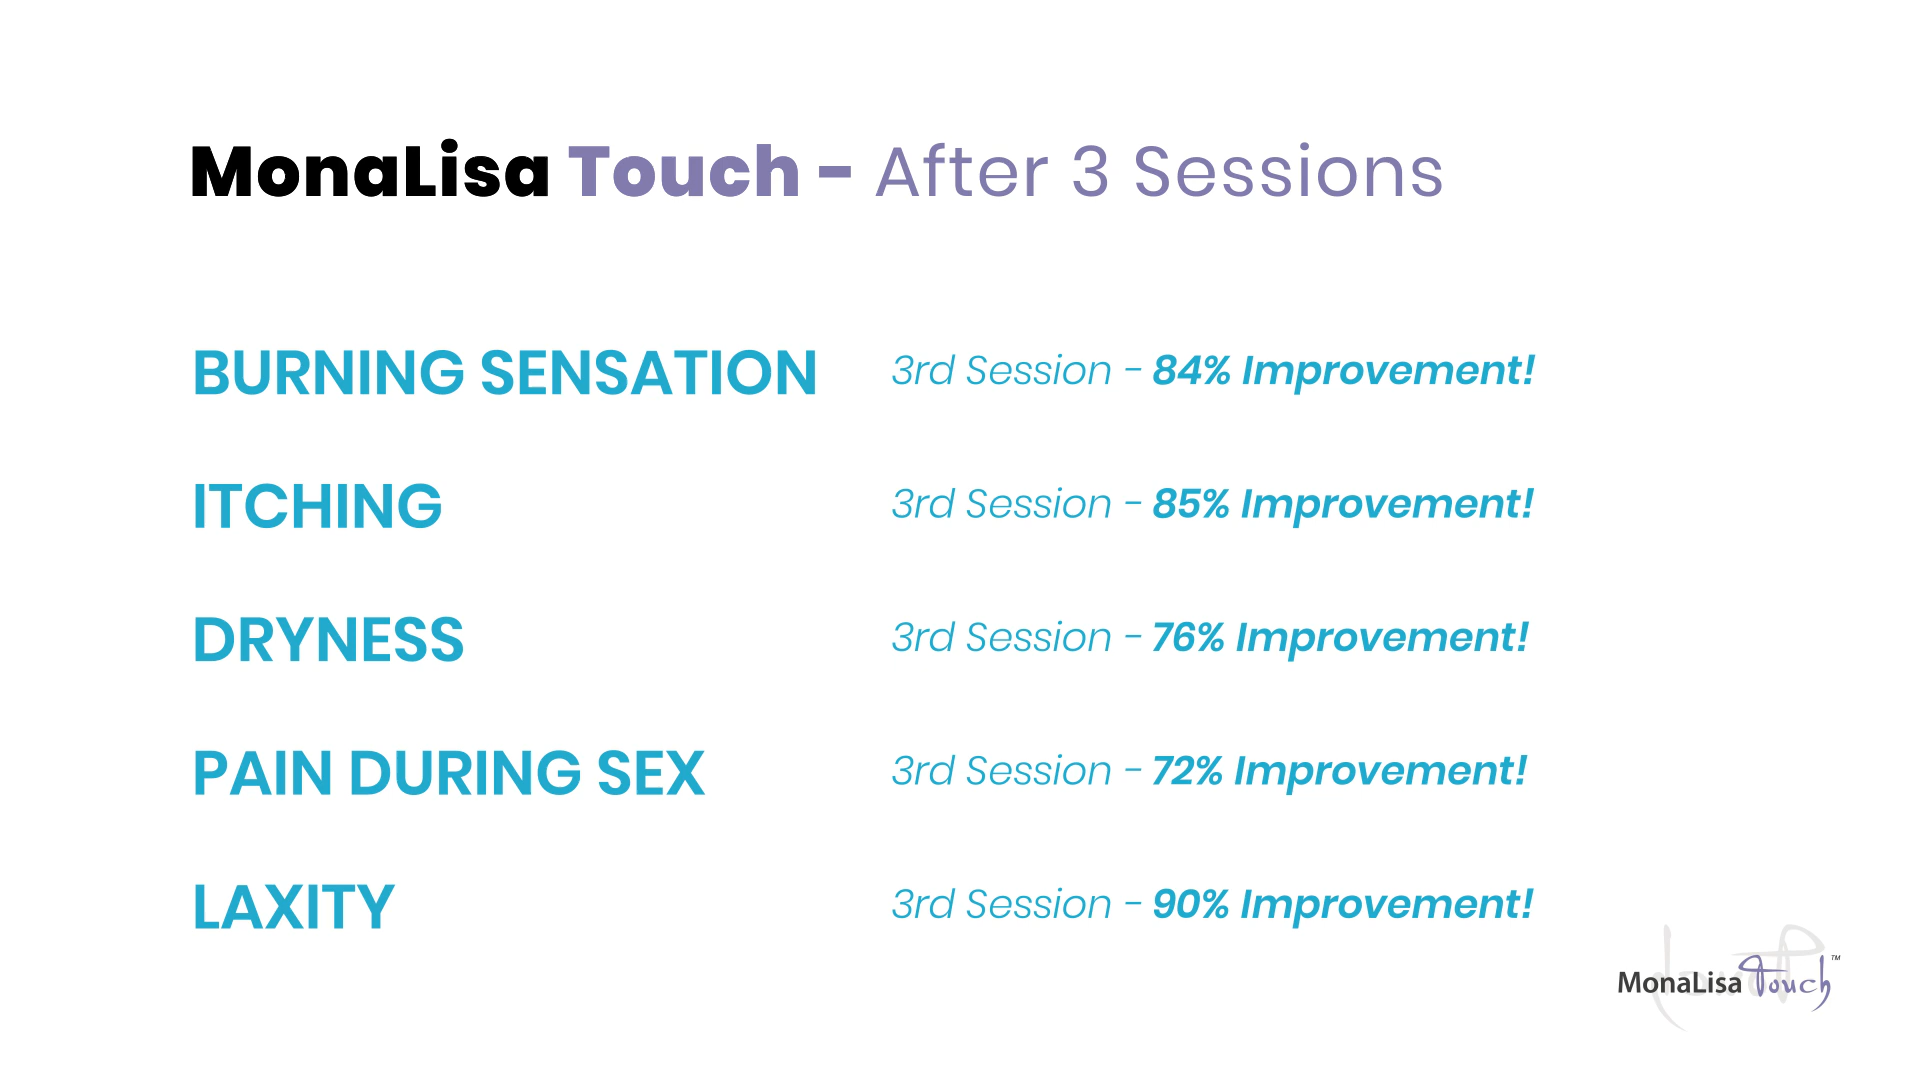 MonaLisa Touch - After 3 Sessions
BURNING SENSATION 3rd Session - 84% Improvement!
ITCHING 3rd Session - 85% Improvement!
DRYNESS 3rd Session - 76% Improvement!
PAIN DURING SEX 3rd Session - 72% Improvement!
LAXITY 3rd Session - 90% Improvement!
MonaLisa Touch™